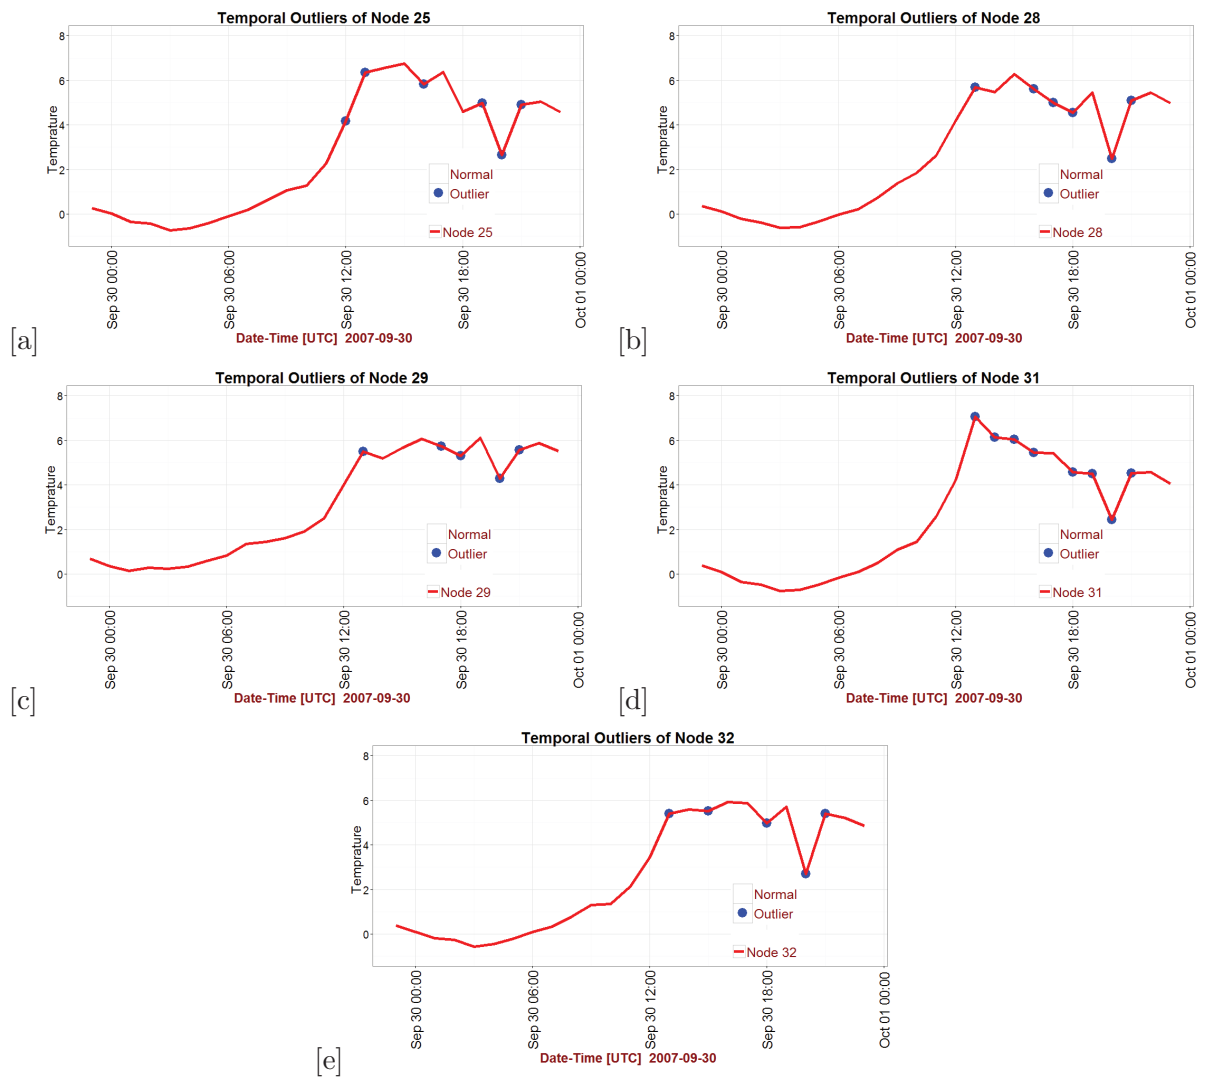 Temporal Outliers of Node 25
8
6
4
2
0
Temprature
Normal
Outlier
Node 25
Sep 30 00:00
Sep 30 06:00
Sep 30 12:00
Sep 30 18:00
Oct 01 00:00
Date-Time [UTC] 2007-09-30
[a]
Temporal Outliers of Node 28
8
6
4
2
0
Temprature
Normal
Outlier
Node 28
Sep 30 00:00
Sep 30 06:00
Sep 30 12:00
Sep 30 18:00
Oct 01 00:00
Date-Time [UTC] 2007-09-30
[b]
Temporal Outliers of Node 29
8
6
4
2
0
Temprature
Normal
Outlier
Node 29
Sep 30 00:00
Sep 30 06:00
Sep 30 12:00
Sep 30 18:00
Oct 01 00:00
Date-Time [UTC] 2007-09-30
[c]
Temporal Outliers of Node 31
8
6
4
2
0
Temprature
Normal
Outlier
Node 31
Sep 30 00:00
Sep 30 06:00
Sep 30 12:00
Sep 30 18:00
Oct 01 00:00
Date-Time [UTC] 2007-09-30
[d]
Temporal Outliers of Node 32
8
6
4
2
0
Temprature
Normal
Outlier
Node 32
Sep 30 00:00
Sep 30 06:00
Sep 30 12:00
Sep 30 18:00
Oct 01 00:00
Date-Time [UTC] 2007-09-30
[e]